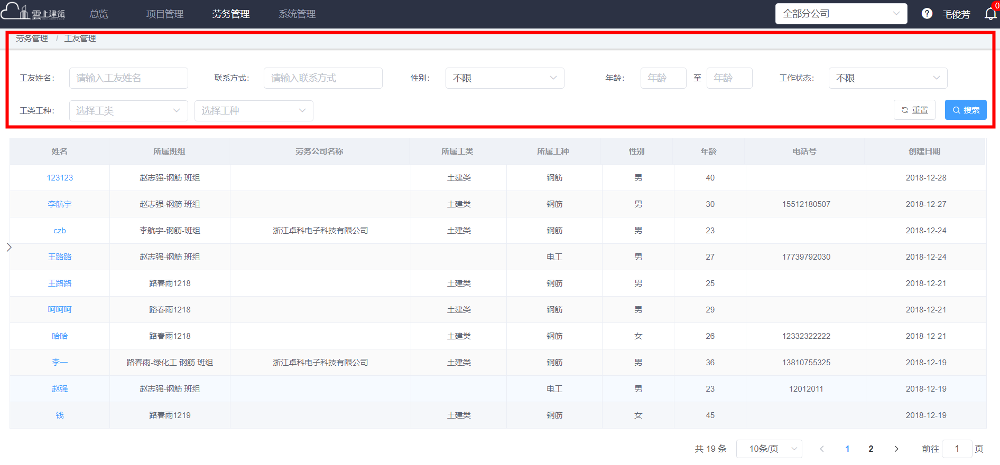 雲上建瓴 总览 项目管理 劳务管理 系统管理 全部分公司 ? 毛俊芳 0
劳务管理 / 工友管理
工友姓名: 请输入工友姓名 联系方式: 请输入联系方式 性别: 不限 年龄: 年龄 至 年龄 工作状态: 不限
工类工种: 选择工类 选择工种 重置 搜索
姓名 所属班组 劳务公司名称 所属工类 所属工种 性别 年龄 电话号 创建日期
123123 赵志强-钢筋 班组 土建类 钢筋 男 40 2018-12-28
李航宇 赵志强-钢筋 班组 土建类 钢筋 男 30 15512180507 2018-12-27
czb 李航宇-钢筋-班组 浙江卓科电子科技有限公司 土建类 钢筋 男 23 2018-12-24
王路路 赵志强-钢筋 班组 电工 男 27 17739792030 2018-12-24
王路路 路春雨1218 土建类 钢筋 男 25 2018-12-21
呵呵呵 路春雨1218 土建类 钢筋 男 29 2018-12-21
哈哈 路春雨1218 土建类 钢筋 女 26 12332322222 2018-12-21
李一 路春雨-绿化工 钢筋 班组 浙江卓科电子科技有限公司 土建类 钢筋 男 36 13810755325 2018-12-19
赵强 赵志强-钢筋 班组 电工 男 23 12012011 2018-12-19
钱 路春雨1219 土建类 钢筋 女 45 2018-12-19
共 19 条 10条/页 1 2 前往 1 页